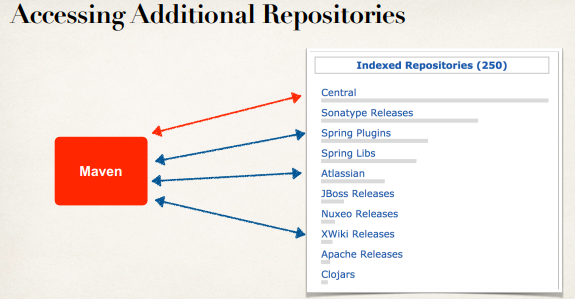 Accessing Additional Repositories
Indexed Repositories (250)
Central
Sonatype Releases
Spring Plugins
Spring Libs
Maven
Atlassian
JBoss Releases
Nuxeo Releases
XWiki Releases
Apache Releases
Clojars